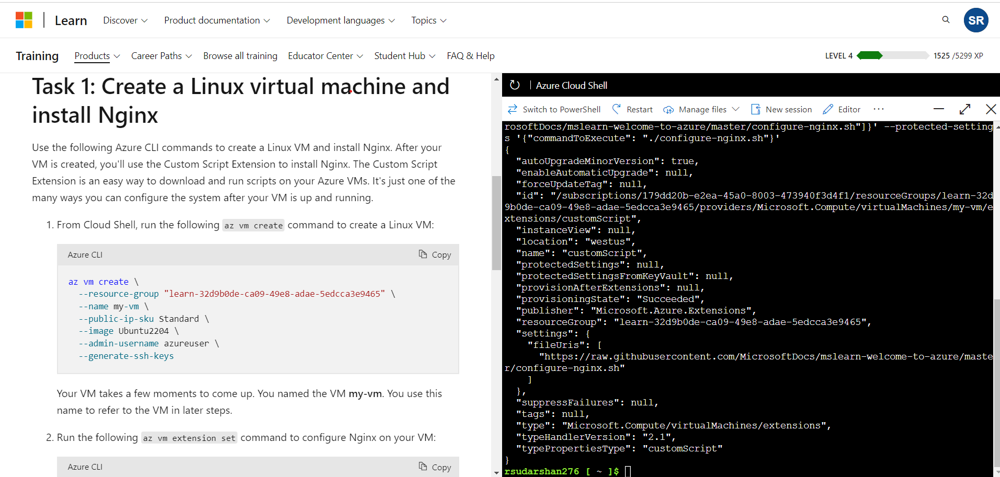 Learn
Discover
Product documentation
Development languages
Topics
SR
Training
Products
Career Paths
Browse all training
Educator Center
Student Hub
FAQ & Help
LEVEL 4
1525 /5299 XP
Task 1: Create a Linux virtual machine and
install Nginx
Use the following Azure CLI commands to create a Linux VM and install Nginx. After your
VM is created, you'll use the Custom Script Extension to install Nginx. The Custom Script
Extension is an easy way to download and run scripts on your Azure VMs. It's just one of the
many ways you can configure the system after your VM is up and running.
1. From Cloud Shell, run the following az vm create command to create a Linux VM:
Azure CLI
Copy
az vm create \
--resource-group "learn-32d9b0de-ca09-49e8-adae-5edcca3e9465" \
--name my-vm \
--public-ip-sku Standard \
--image Ubuntu2204 \
--admin-username azureuser \
--generate-ssh-keys
Your VM takes a few moments to come up. You named the VM my-vm. You use this
name to refer to the VM in later steps.
2. Run the following az vm extension set command to configure Nginx on your VM:
Azure CLI
Copy
Azure Cloud Shell
Switch to PowerShell
Restart
Manage files
New session
Editor
rosoftDocs/mslearn-welcome-to-azure/master/configure-nginx.sh"]}' --protected-setting
s '{"commandToExecute": "./configure-nginx.sh"}'
{
"autoUpgradeMinorVersion": true,
"enableAutomaticUpgrade": null,
"forceUpdateTag": null,
"id": "/subscriptions/179dd20b-e2ea-45a0-8003-473940f3d4f1/resourceGroups/learn-32d
9b0de-ca09-49e8-adae-5edcca3e9465/providers/Microsoft.Compute/virtualMachines/my-vm/e
xtensions/customScript",
"instanceView": null,
"location": "westus",
"name": "customScript",
"protectedSettings": null,
"protectedSettingsFromKeyVault": null,
"provisionAfterExtensions": null,
"provisioningState": "Succeeded",
"publisher": "Microsoft.Azure.Extensions",
"resourceGroup": "learn-32d9b0de-ca09-49e8-adae-5edcca3e9465",
"settings": {
"fileUris": [
"https://raw.githubusercontent.com/MicrosoftDocs/mslearn-welcome-to-azure/maste
r/configure-nginx.sh"
]
},
"suppressFailures": null,
"tags": null,
"type": "Microsoft.Compute/virtualMachines/extensions",
"typeHandlerVersion": "2.1",
"typePropertiesType": "customScript"
}
rsudarshan276 [ ~ ]$